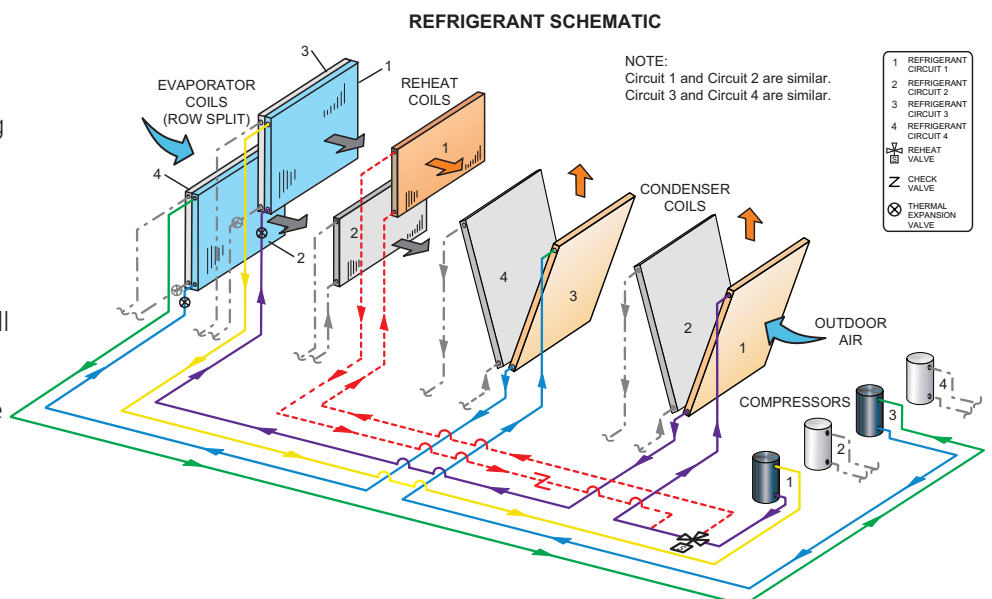 REFRIGERANT SCHEMATIC
NOTE:
Circuit 1 and Circuit 2 are similar.
Circuit 3 and Circuit 4 are similar.
1 REFRIGERANT
CIRCUIT 1
2 REFRIGERANT
CIRCUIT 2
3 REFRIGERANT
CIRCUIT 3
4 REFRIGERANT
CIRCUIT 4
S REHEAT
VALVE
CHECK
VALVE
THERMAL
EXPANSION
VALVE
3
1
EVAPORATOR
COILS
(ROW SPLIT)
4
2
REHEAT
COILS
1
2
CONDENSER
COILS
4
3
2
1
OUTDOOR
AIR
COMPRESSORS
4
3
2
1
S
g
ll
e